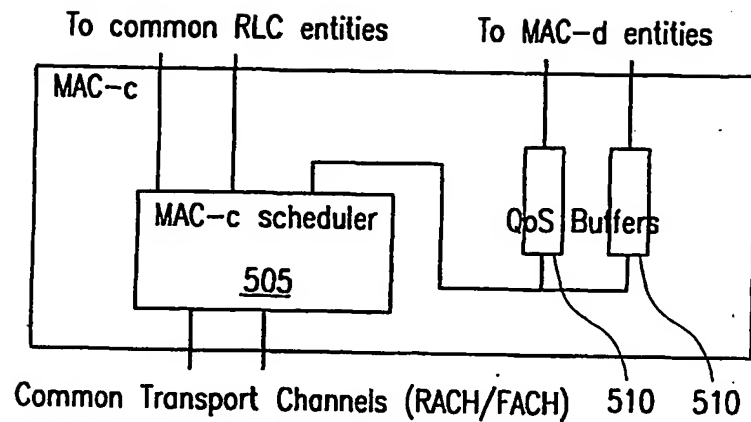 To common RLC entities
To MAC-d entities
MAC-c
MAC-c scheduler
QoS Buffers
505
Common Transport Channels (RACH/FACH)
510
510